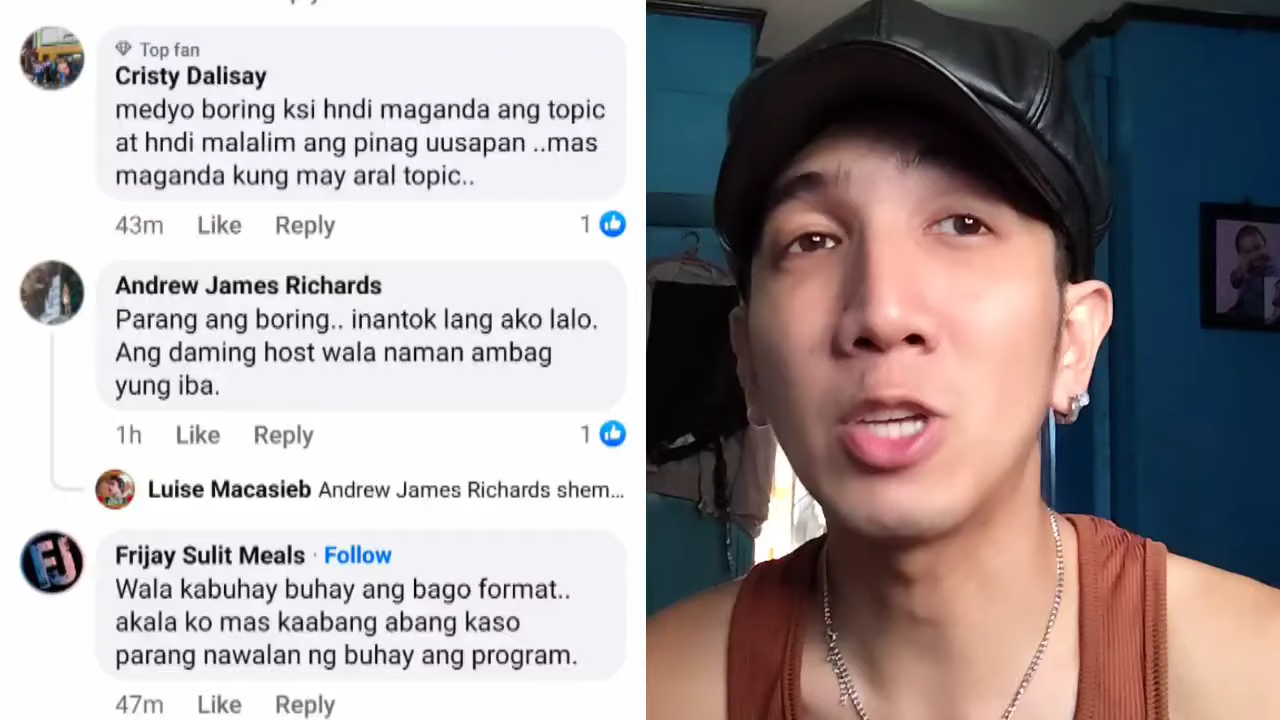 Top fan
Cristy Dalisay
medyo boring ksi hndi maganda ang topic
at hndi malalim ang pinag uusapan ..mas
maganda kung may aral topic..
43m Like Reply 1
Andrew James Richards
Parang ang boring.. inantok lang ako lalo.
Ang daming host wala naman ambag
yung iba.
1h Like Reply 1
Luise Macasieb Andrew James Richards shem...
FJ
Frijay Sulit Meals · Follow
Wala kabuhay buhay ang bago format..
akala ko mas kaabang abang kaso
parang nawalan ng buhay ang program.
47m Like Reply